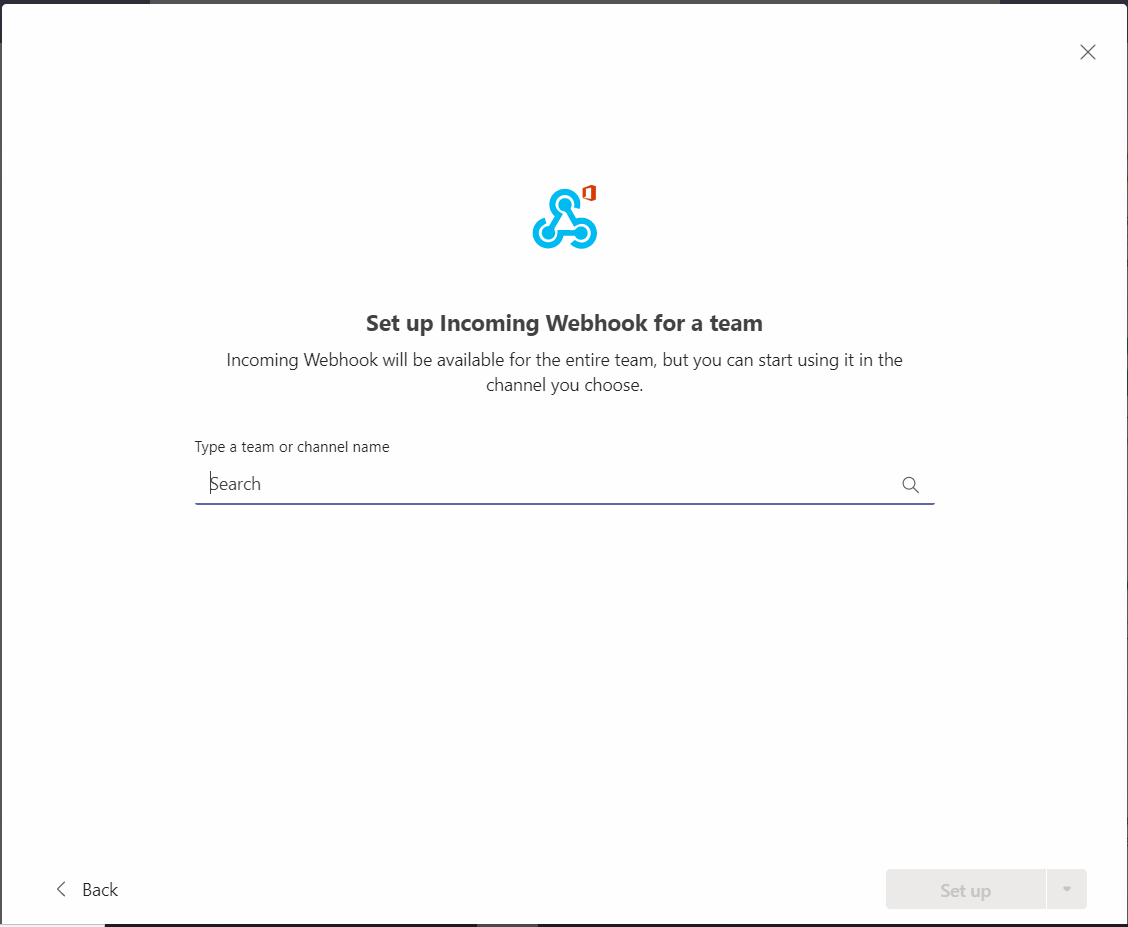 Set up Incoming Webhook for a team
Incoming Webhook will be available for the entire team, but you can start using it in the
channel you choose.
Type a team or channel name
Search
Back
Set up